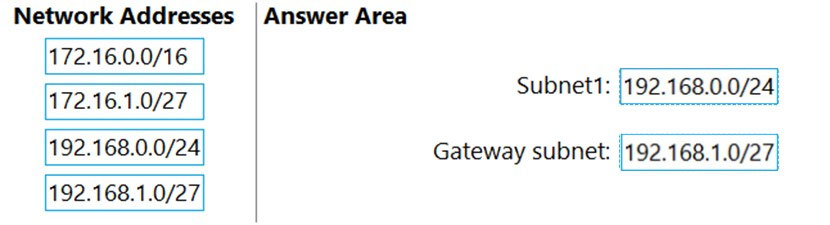 Network Addresses
172.16.0.0/16
172.16.1.0/27
192.168.0.0/24
192.168.1.0/27
Answer Area
Subnet1: 192.168.0.0/24
Gateway subnet: 192.168.1.0/27